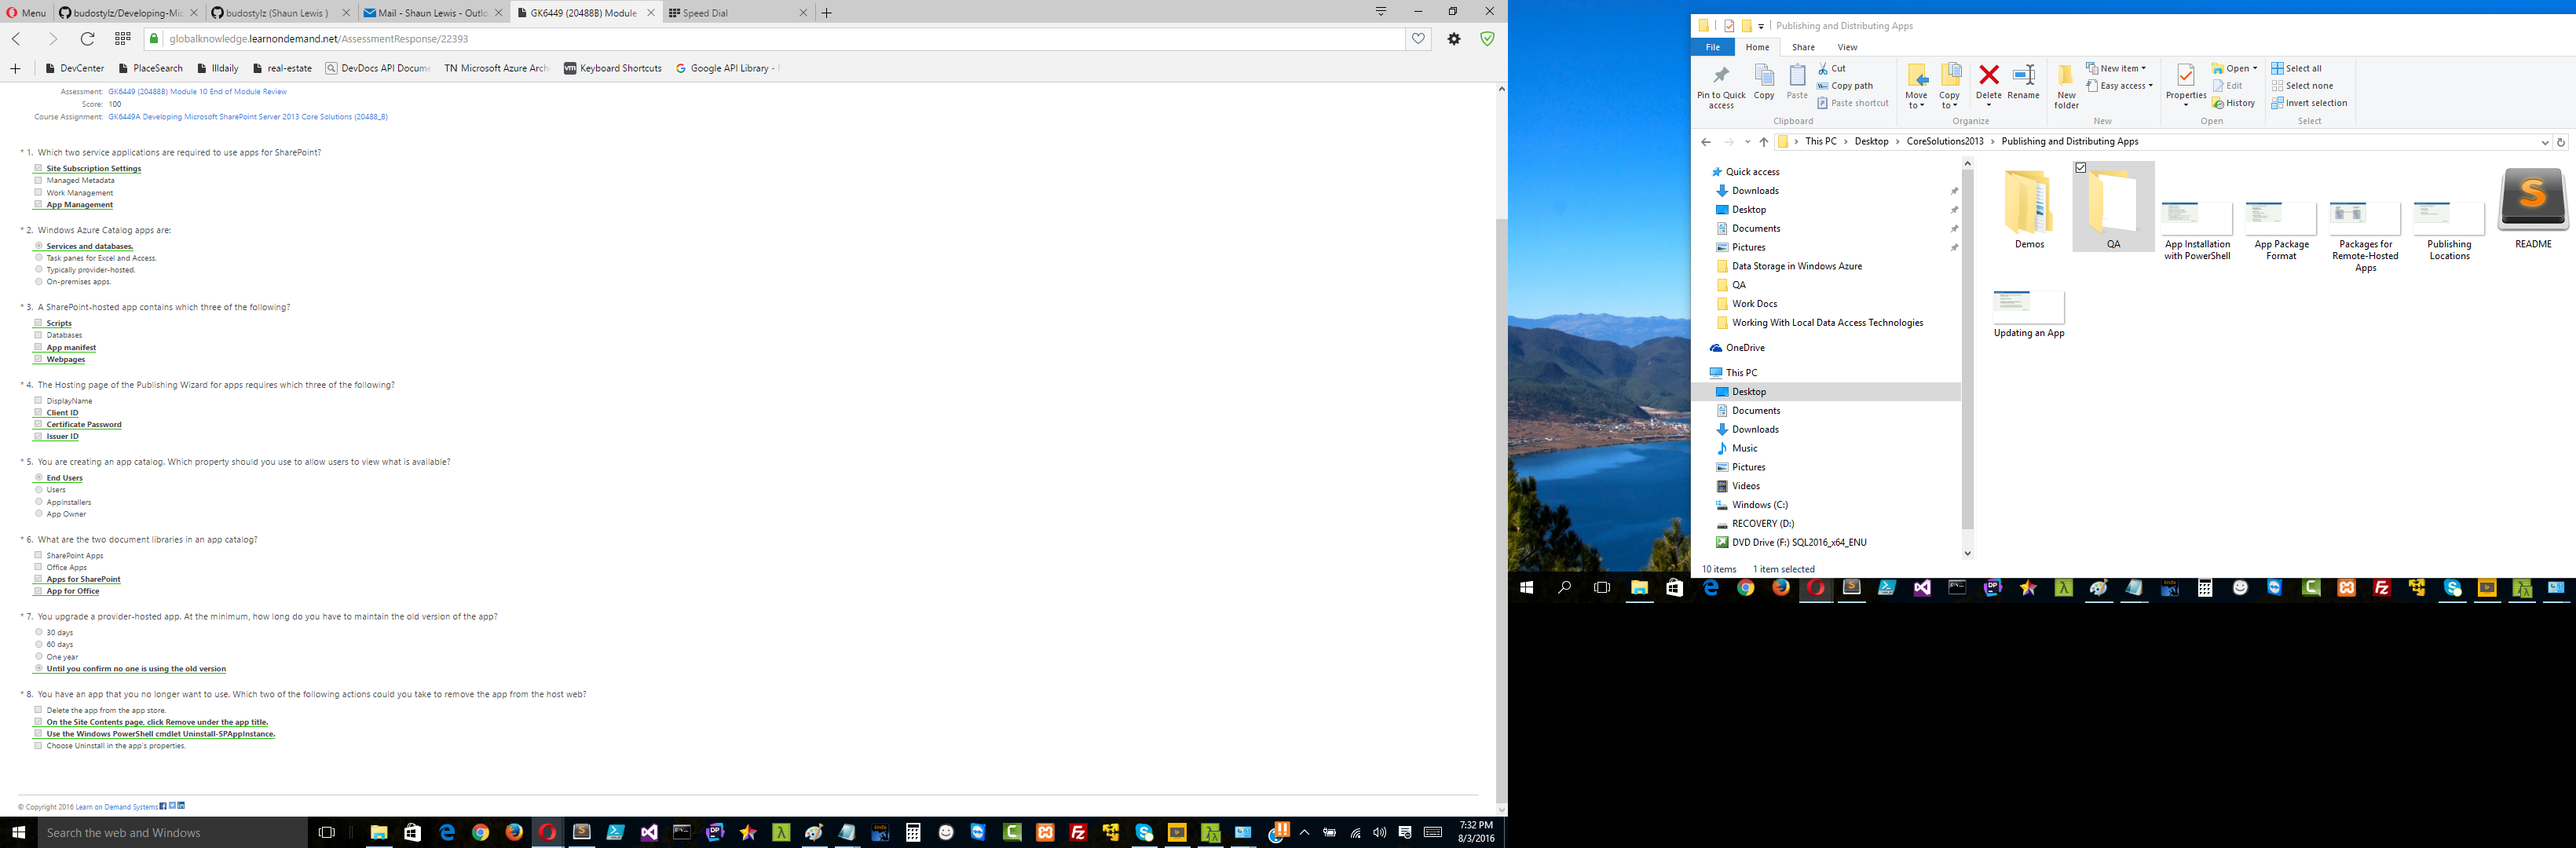 Menu
budostylz/Developing-Mic
budostylz (Shaun Lewis )
Mail - Shaun Lewis - Outlo
GK6449 (20488B) Module
Speed Dial
globalknowledge.learnondemand.net/AssessmentResponse/22393
DevCenter
PlaceSearch
Illdaily
real-estate
DevDocs API Docume
TN Microsoft Azure Arch
vm Keyboard Shortcuts
Google API Library -
Assessment: GK6449 (20488B) Module 10 End of Module Review
Score: 100
Course Assignment: GK6449A Developing Microsoft SharePoint Server 2013 Core Solutions (20488_B)
* 1. Which two service applications are required to use apps for SharePoint?
Site Subscription Settings
Managed Metadata
Work Management
App Management
* 2. Windows Azure Catalog apps are:
Services and databases.
Task panes for Excel and Access.
Typically provider-hosted.
On-premises apps.
* 3. A SharePoint-hosted app contains which three of the following?
Scripts
Databases
App manifest
Webpages
* 4. The Hosting page of the Publishing Wizard for apps requires which three of the following?
DisplayName
Client ID
Certificate Password
Issuer ID
* 5. You are creating an app catalog. Which property should you use to allow users to view what is available?
End Users
Users
AppInstallers
App Owner
* 6. What are the two document libraries in an app catalog?
SharePoint Apps
Office Apps
Apps for SharePoint
App for Office
* 7. You upgrade a provider-hosted app. At the minimum, how long do you have to maintain the old version of the app?
30 days
60 days
One year
Until you confirm no one is using the old version
* 8. You have an app that you no longer want to use. Which two of the following actions could you take to remove the app from the host web?
Delete the app from the app store.
On the Site Contents page, click Remove under the app title.
Use the Windows PowerShell cmdlet Uninstall-SPAppInstance.
Choose Uninstall in the app's properties.
© Copyright 2016 Learn on Demand Systems
Search the web and Windows
7:32 PM
8/3/2016
Publishing and Distributing Apps
File
Home
Share
View
Pin to Quick access
Copy
Paste
Cut
Copy path
Paste shortcut
Clipboard
Move to
Copy to
Delete
Rename
Organize
New folder
New item
Easy access
New
Properties
Open
Edit
History
Open
Select all
Select none
Invert selection
Select
This PC
Desktop
CoreSolutions2013
Publishing and Distributing Apps
Quick access
Downloads
Desktop
Documents
Pictures
Data Storage in Windows Azure
QA
Work Docs
Working With Local Data Access Technologies
OneDrive
This PC
Desktop
Documents
Downloads
Music
Pictures
Videos
Windows (C:)
RECOVERY (D:)
DVD Drive (F:) SQL2016_x64_ENU
Demos
QA
App Installation with PowerShell
App Package Format
Packages for Remote-Hosted Apps
Publishing Locations
README
Updating an App
10 items
1 item selected